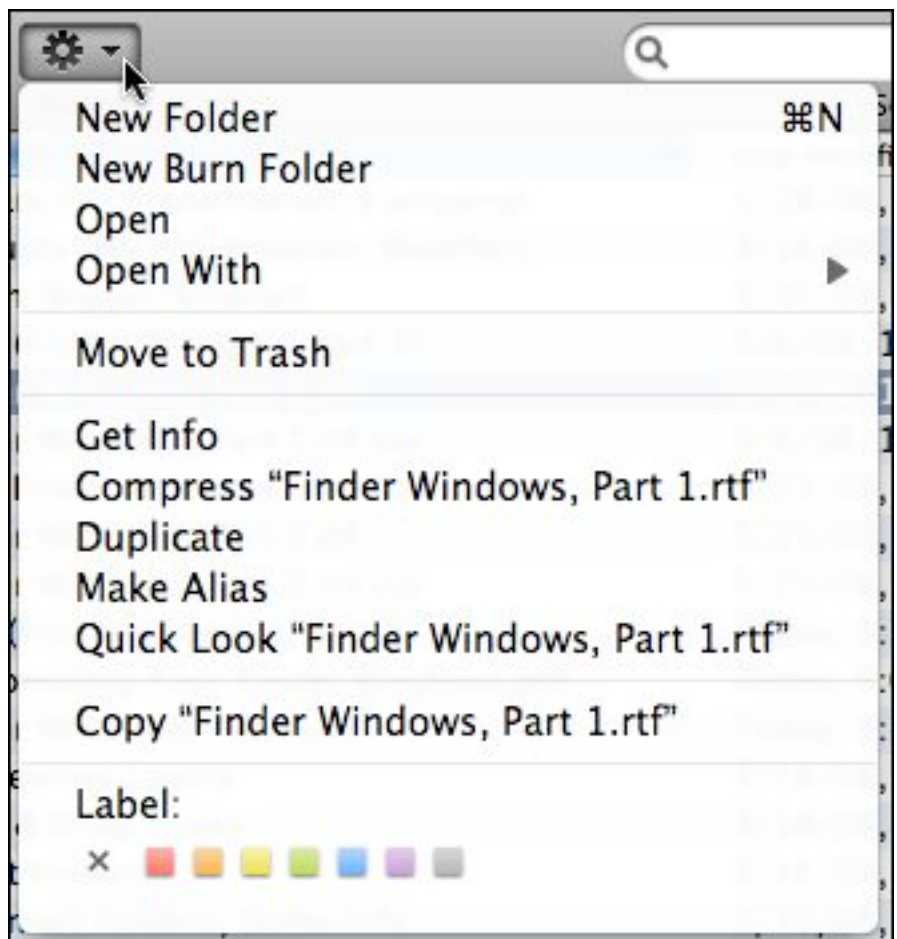 New Folder ⌘N
New Burn Folder
Open
Open With
Move to Trash
Get Info
Compress “Finder Windows, Part 1.rtf”
Duplicate
Make Alias
Quick Look “Finder Windows, Part 1.rtf”
Copy “Finder Windows, Part 1.rtf”
Label: